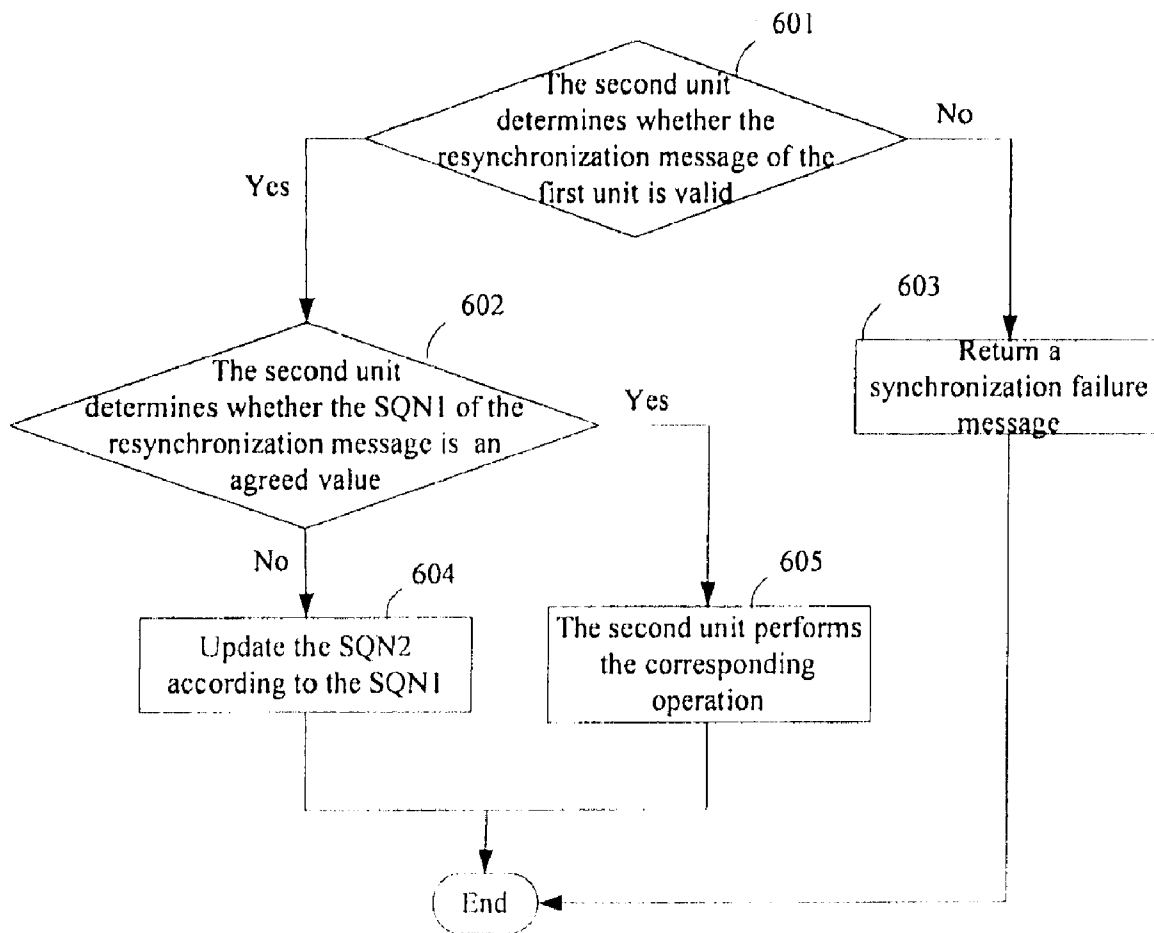 601
The second unit
determines whether the
resynchronization message of the
first unit is valid
No
Yes
602
The second unit
determines whether the SQN1 of the
resynchronization message is an
agreed value
Yes
603
Return a
synchronization failure
message
No
604
Update the SQN2
according to the SQN1
605
The second unit performs
the corresponding
operation
End